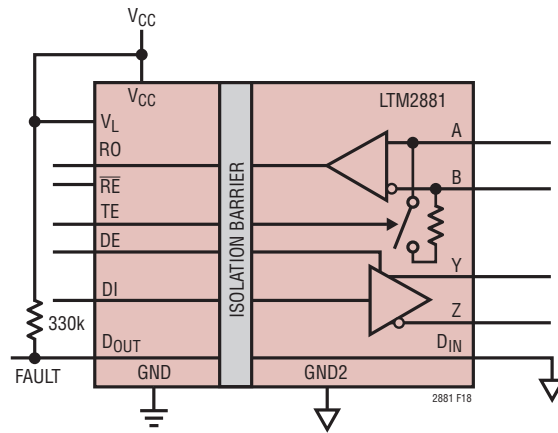 VCC
VCC
LTM2881
VL
A
RO
B
RE
TE
DE
Y
DI
Z
330k
DOUT
DIN
FAULT
GND
GND2
ISOLATION BARRIER
2881 F18